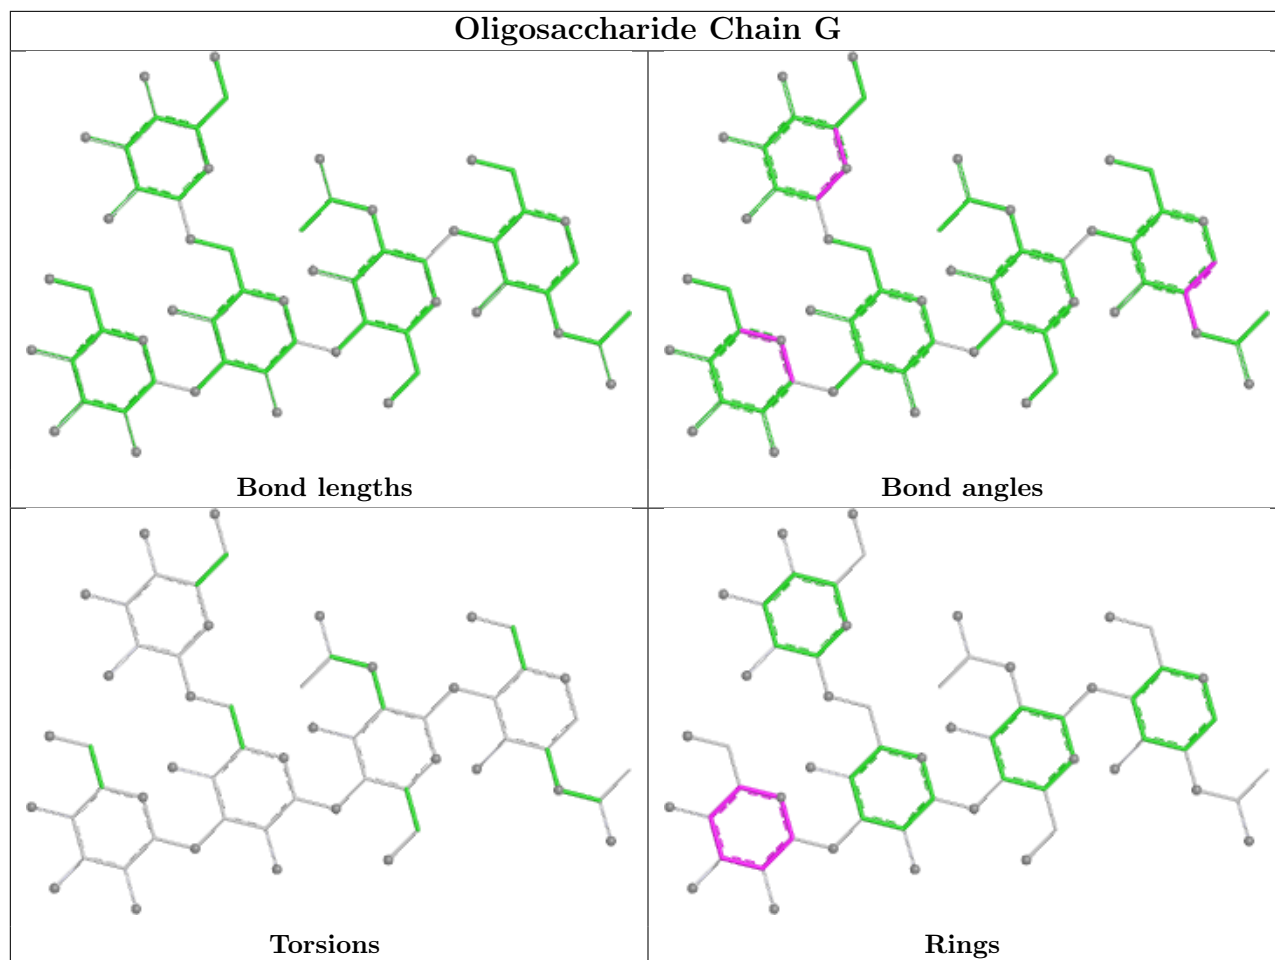 Oligosaccharide Chain G
Bond lengths
Bond angles
Torsions
Rings